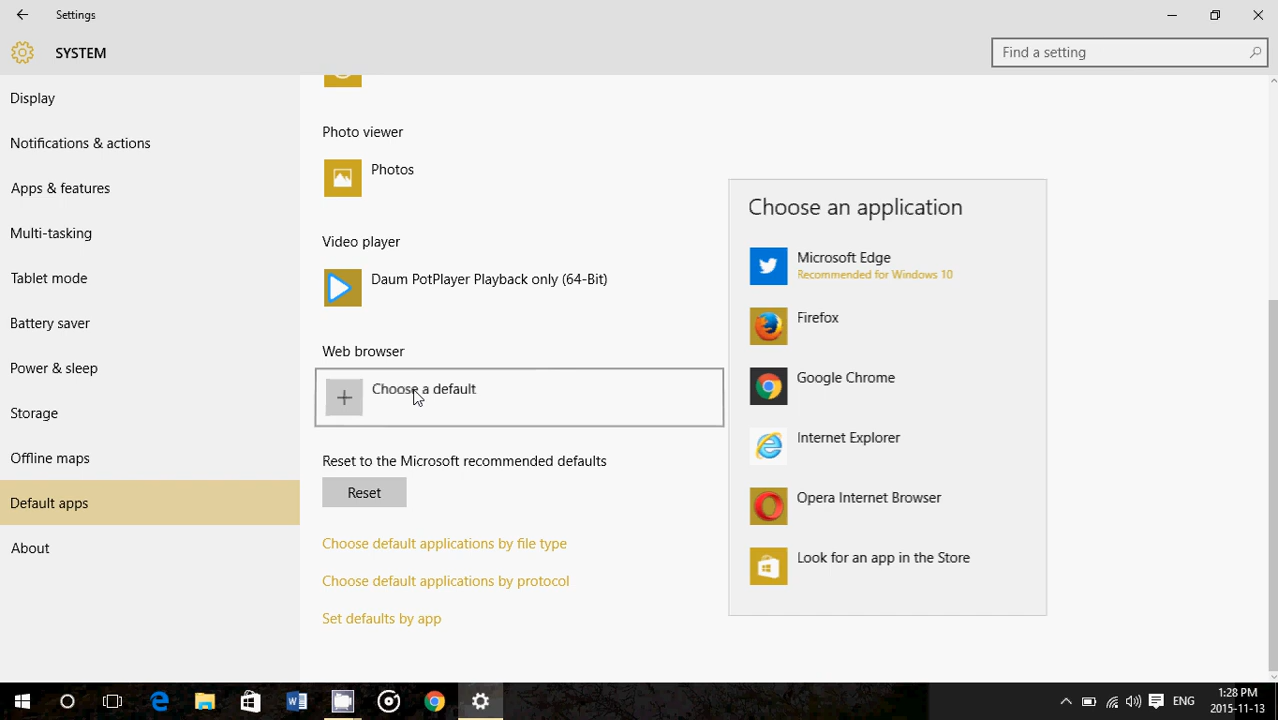 Settings
SYSTEM
Find a setting
Display
Notifications & actions
Apps & features
Multi-tasking
Tablet mode
Battery saver
Power & sleep
Storage
Offline maps
Default apps
About
Photo viewer
Photos
Video player
Daum PotPlayer Playback only (64-Bit)
Web browser
Choose a default
Reset to the Microsoft recommended defaults
Reset
Choose default applications by file type
Choose default applications by protocol
Set defaults by app
Choose an application
Microsoft Edge
Recommended for Windows 10
Firefox
Google Chrome
Internet Explorer
Opera Internet Browser
Look for an app in the Store
ENG
1:28 PM
2015-11-13